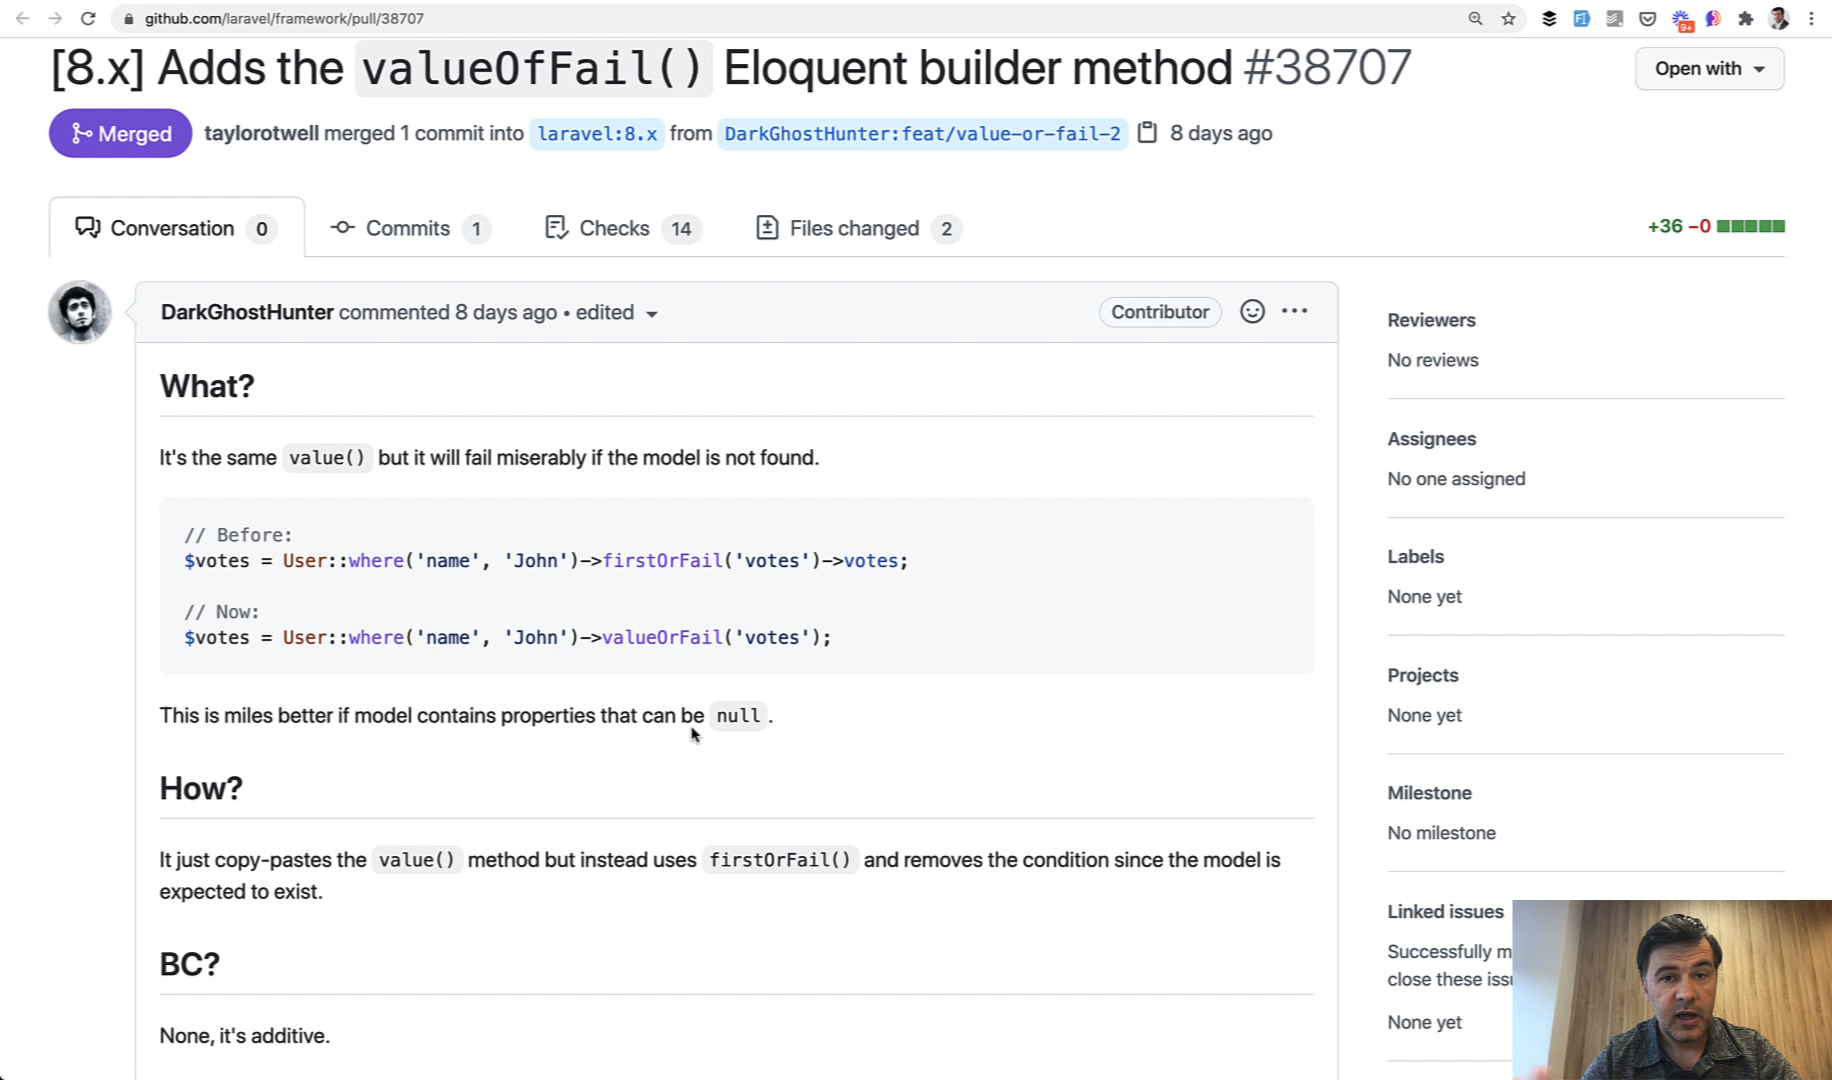 github.com/laravel/framework/pull/38707
9+
[8.x] Adds the valueOfFail() Eloquent builder method #38707
Open with
Merged
taylorotwell merged 1 commit into laravel:8.x from DarkGhostHunter:feat/value-or-fail-2 8 days ago
Conversation 0
Commits 1
Checks 14
Files changed 2
+36 −0
DarkGhostHunter commented 8 days ago • edited
Contributor
What?
It's the same value() but it will fail miserably if the model is not found.
// Before:
$votes = User::where('name', 'John')->firstOrFail('votes')->votes;
// Now:
$votes = User::where('name', 'John')->valueOrFail('votes');
This is miles better if model contains properties that can be null.
How?
It just copy-pastes the value() method but instead uses firstOrFail() and removes the condition since the model is
expected to exist.
BC?
None, it's additive.
Reviewers
No reviews
Assignees
No one assigned
Labels
None yet
Projects
None yet
Milestone
No milestone
Linked issues
Successfully m
close these issu
None yet